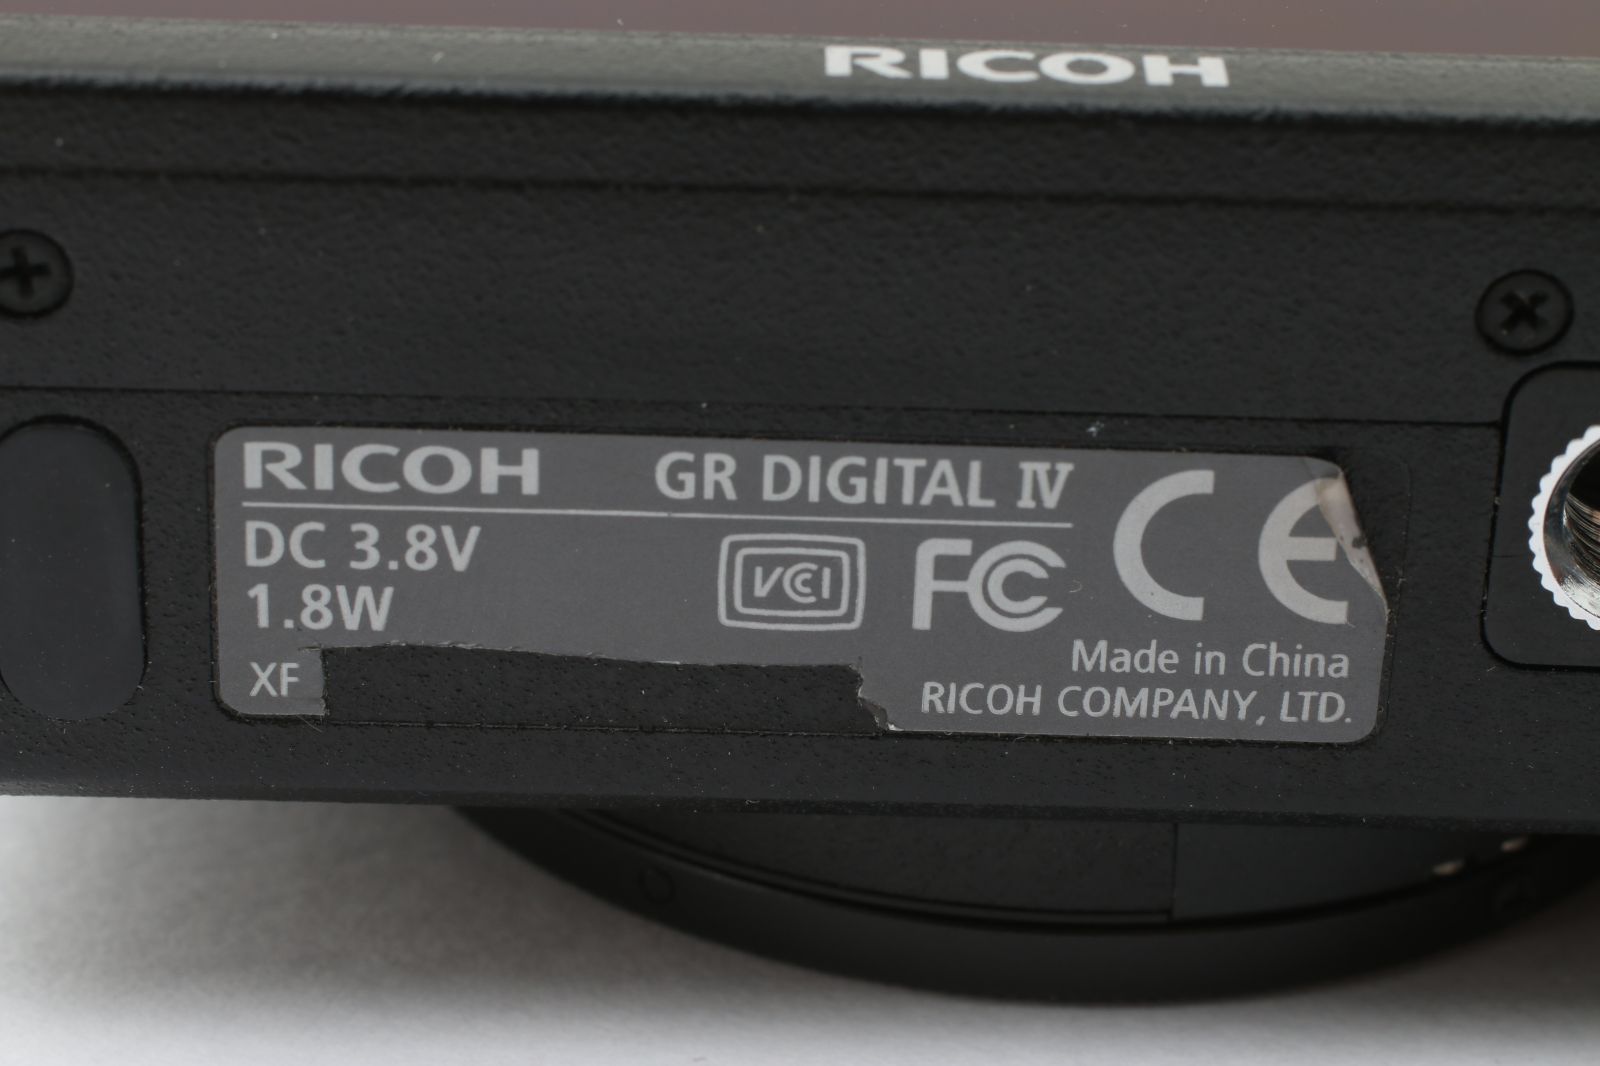 RICOH
RICOH GR DIGITAL IV
DC 3.8V
1.8W
VCCI FC CE
XF
Made in China
RICOH COMPANY, LTD.